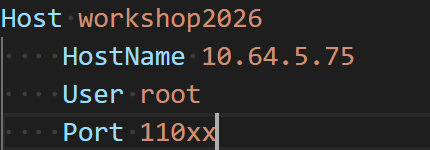 Host workshop2026
    HostName 10.64.5.75
    User root
    Port 110xx